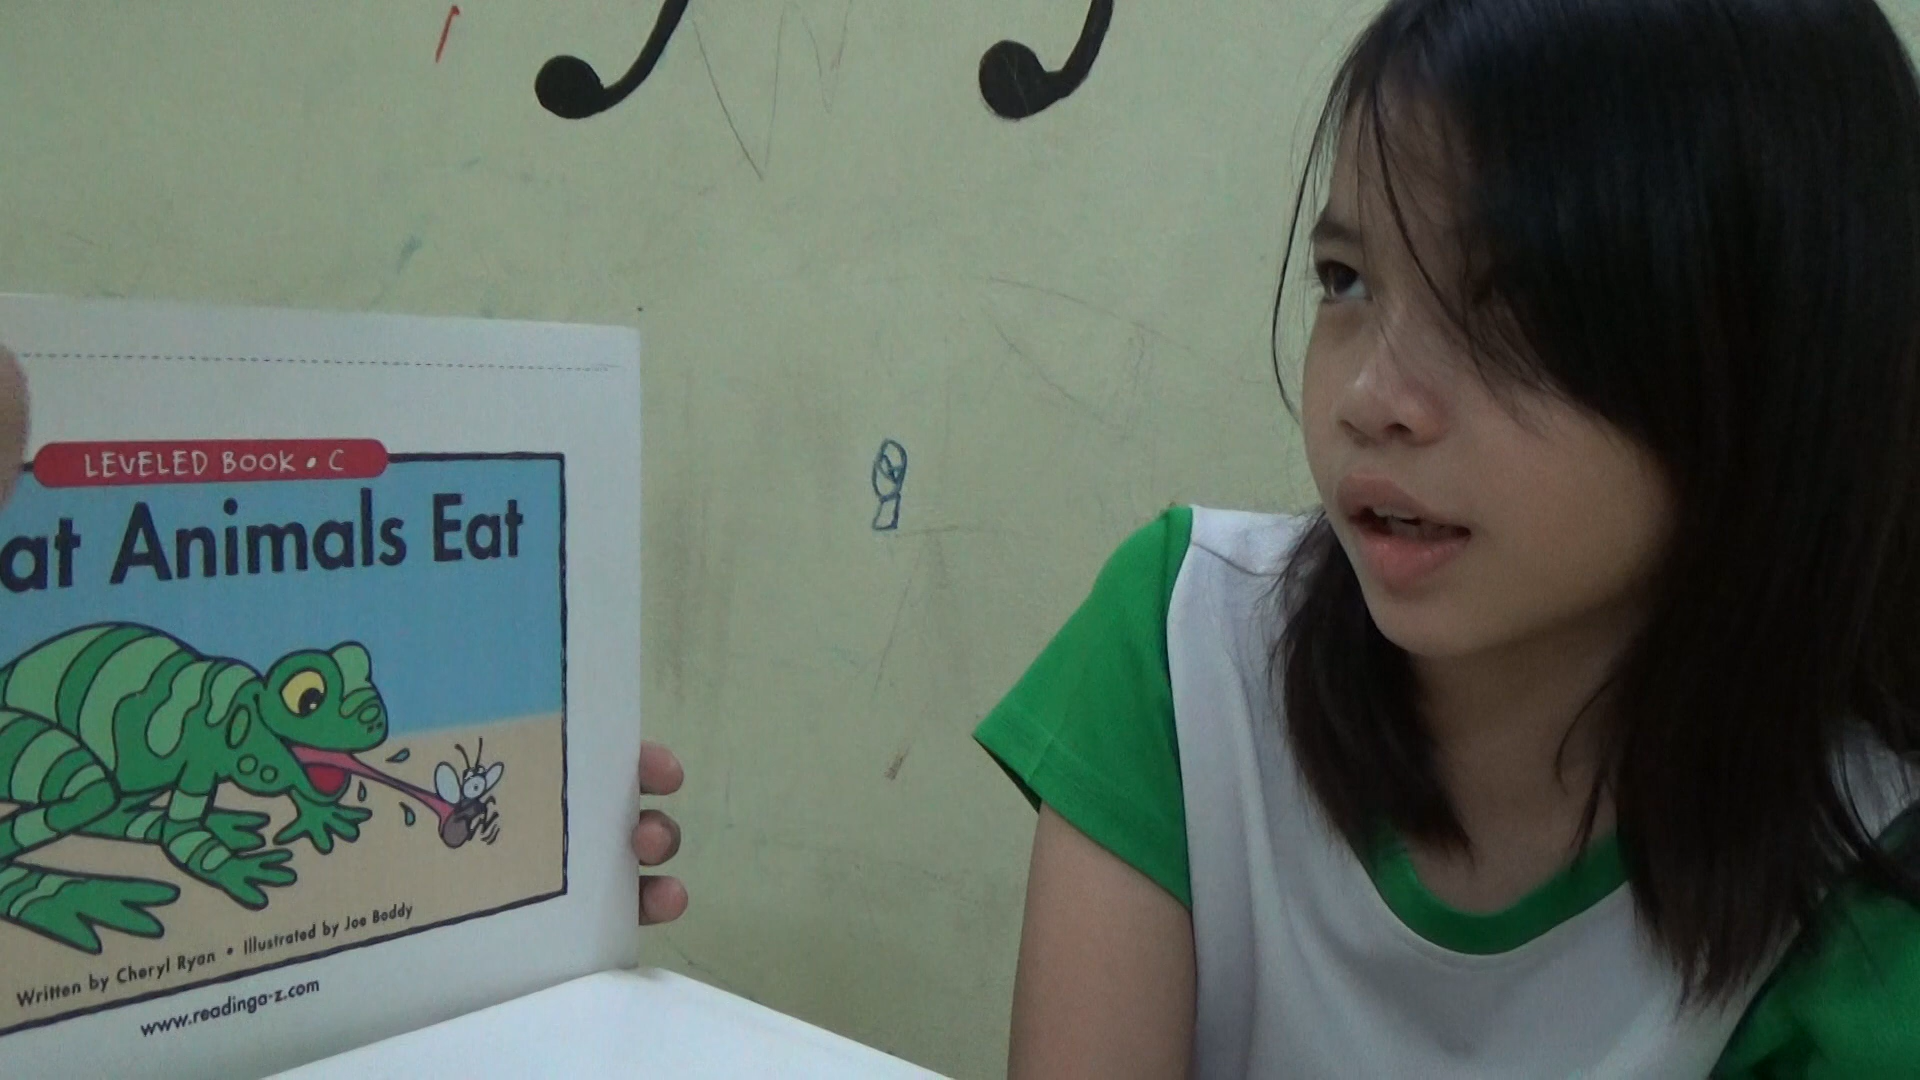 LEVELED BOOK • C
at Animals Eat
Written by Cheryl Ryan • Illustrated by Joe Boddy
www.readinga-z.com